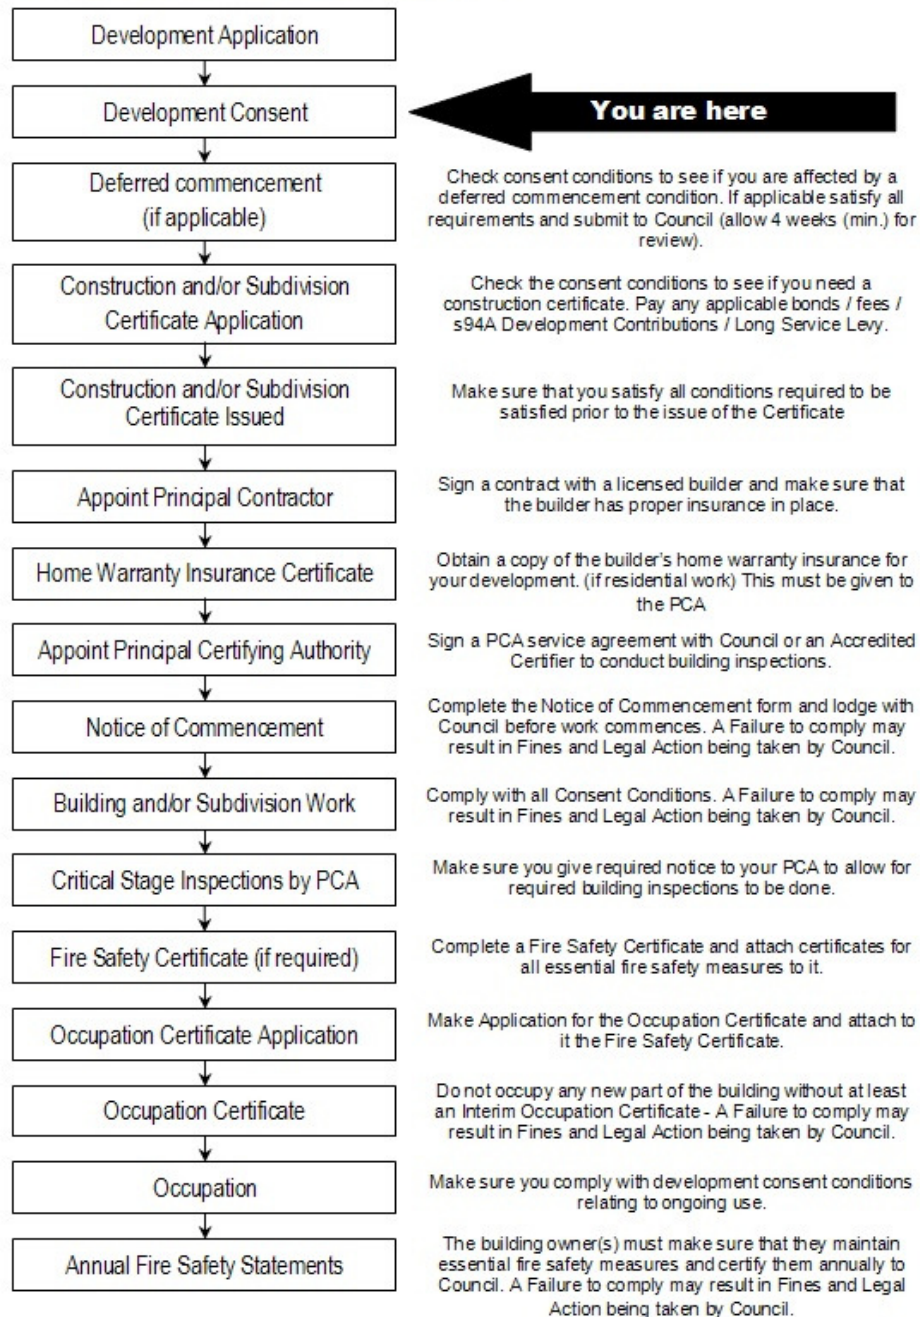 Development Application
Development Consent
You are here
Deferred commencement
(if applicable)
Check consent conditions to see if you are affected by a
deferred commencement condition. If applicable satisfy all
requirements and submit to Council (allow 4 weeks (min.) for
review).
Construction and/or Subdivision
Certificate Application
Check the consent conditions to see if you need a
construction certificate. Pay any applicable bonds / fees /
s94A Development Contributions / Long Service Levy.
Construction and/or Subdivision
Certificate Issued
Make sure that you satisfy all conditions required to be
satisfied prior to the issue of the Certificate
Appoint Principal Contractor
Sign a contract with a licensed builder and make sure that
the builder has proper insurance in place.
Home Warranty Insurance Certificate
Obtain a copy of the builder's home warranty insurance for
your development. (if residential work) This must be given to
the PCA
Appoint Principal Certifying Authority
Sign a PCA service agreement with Council or an Accredited
Certifier to conduct building inspections.
Notice of Commencement
Complete the Notice of Commencement form and lodge with
Council before work commences. A Failure to comply may
result in Fines and Legal Action being taken by Council.
Building and/or Subdivision Work
Comply with all Consent Conditions. A Failure to comply may
result in Fines and Legal Action being taken by Council.
Critical Stage Inspections by PCA
Make sure you give required notice to your PCA to allow for
required building inspections to be done.
Fire Safety Certificate (if required)
Complete a Fire Safety Certificate and attach certificates for
all essential fire safety measures to it.
Occupation Certificate Application
Make Application for the Occupation Certificate and attach to
it the Fire Safety Certificate.
Occupation Certificate
Do not occupy any new part of the building without at least
an Interim Occupation Certificate - A Failure to comply may
result in Fines and Legal Action being taken by Council.
Occupation
Make sure you comply with development consent conditions
relating to ongoing use.
Annual Fire Safety Statements
The building owner(s) must make sure that they maintain
essential fire safety measures and certify them annually to
Council. A Failure to comply may result in Fines and Legal
Action being taken by Council.